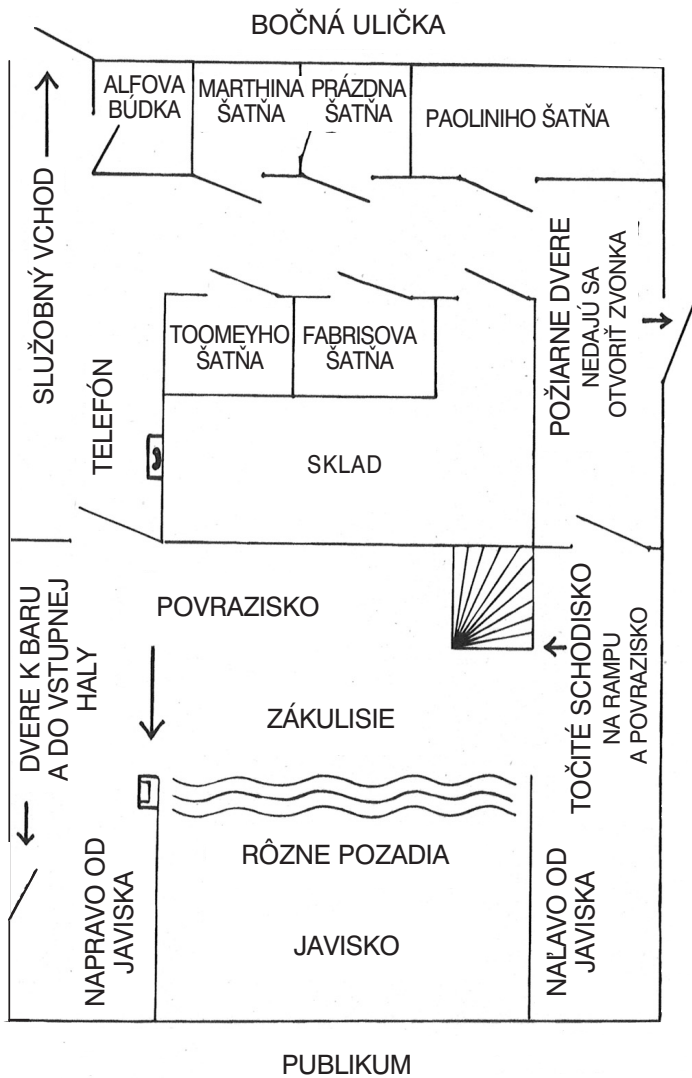 BOČNÁ ULIČKA
ALFOVA
BÚDKA
MARTHINA
ŠATŇA
PRÁZDNA
ŠATŇA
PAOLINIHO ŠATŇA
SLUŽOBNÝ VCHOD
TOOMEYHO
ŠATŇA
FABRISOVA
ŠATŇA
POŽIARNE DVERE
NEDAJÚ SA
OTVORIŤ ZVONKA
TELEFÓN
SKLAD
DVERE K BARU
A DO VSTUPNEJ
HALY
POVRAZISKO
TOČITÉ SCHODISKO
NA RAMPU
A POVRAZISKO
ZÁKULISIE
RÔZNE POZADIA
NAPRAVO OD
JAVISKA
JAVISKO
NAĽAVO OD
JAVISKA
PUBLIKUM